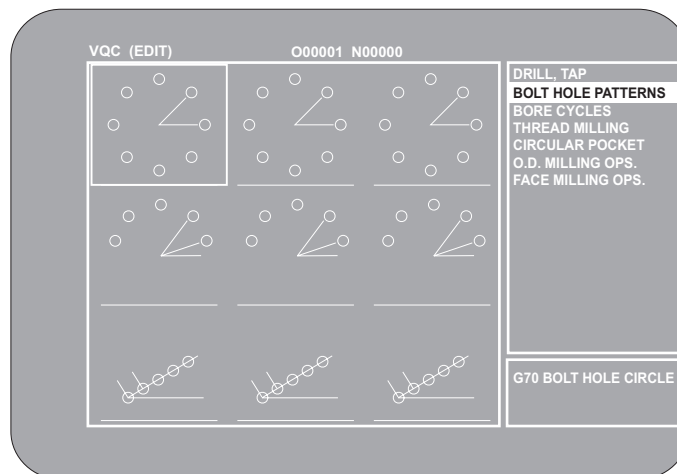 VQC (EDIT) O00001 N00000
DRILL, TAP
BOLT HOLE PATTERNS
BORE CYCLES
THREAD MILLING
CIRCULAR POCKET
O.D. MILLING OPS.
FACE MILLING OPS.
G70 BOLT HOLE CIRCLE